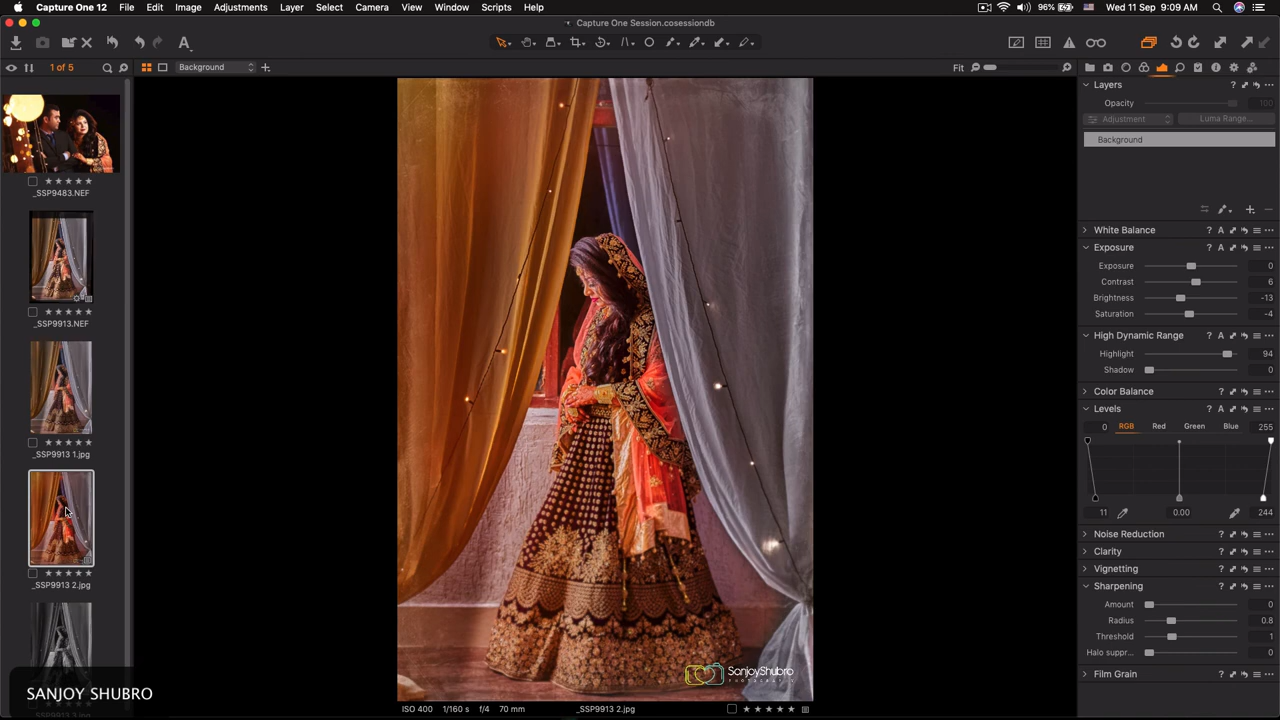 Capture One 12 File Edit Image Adjustments Layer Select Camera View Window Scripts Help 96% Wed 11 Sep 9:09 AM
Capture One Session.cosessiondb
1 of 5 Background Fit
_SSP9483.NEF
_SSP9913.NEF
_SSP9913 1.jpg
_SSP9913 2.jpg
SANJOY SHUBRO
SanjoyShubro
PHOTOGRAPHY
ISO 400 1/160 s f/4 70 mm _SSP9913 2.jpg
Layers
Opacity 100
Adjustment Luma Range...
Background
White Balance
Exposure
Exposure 0
Contrast 6
Brightness -13
Saturation -4
High Dynamic Range
Highlight 94
Shadow 0
Color Balance
Levels
0 RGB Red Green Blue 255
11 0.00 244
Noise Reduction
Clarity
Vignetting
Sharpening
Amount 0
Radius 0.8
Threshold 1
Halo suppr... 0
Film Grain